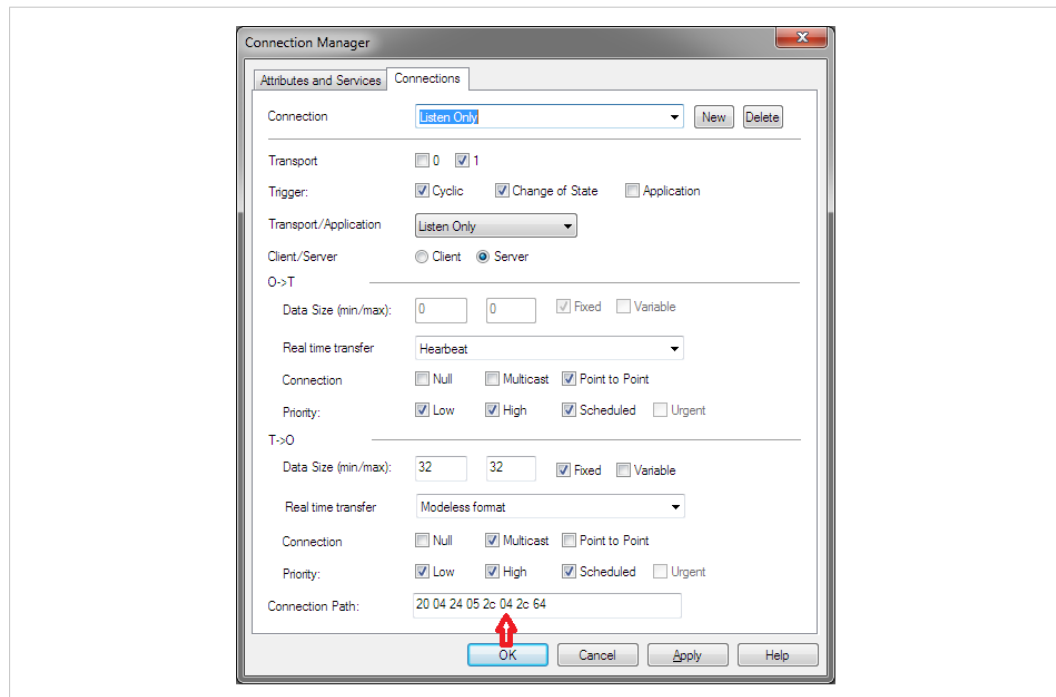 Connection Manager
x
Attributes and Services Connections
Connection Listen Only New Delete
Transport 0 1
Trigger: Cyclic Change of State Application
Transport/Application Listen Only
Client/Server Client Server
O->T
Data Size (min/max): 0 0 Fixed Variable
Real time transfer Hearbeat
Connection Null Multicast Point to Point
Priority: Low High Scheduled Urgent
T->O
Data Size (min/max): 32 32 Fixed Variable
Real time transfer Modeless format
Connection Null Multicast Point to Point
Priority: Low High Scheduled Urgent
Connection Path: 20 04 24 05 2c 04 2c 64
OK Cancel Apply Help